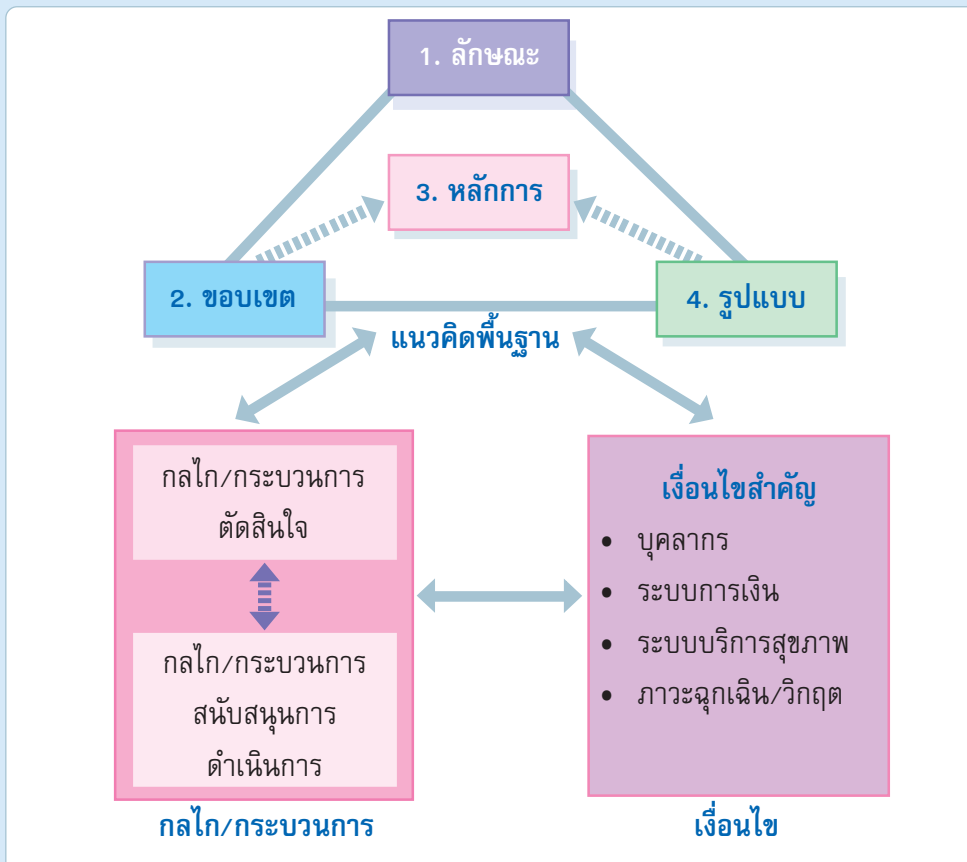 1. ลักษณะ
3. หลักการ
2. ขอบเขต
4. รูปแบบ
แนวคิดพื้นฐาน
กลไก/กระบวนการ
ตัดสินใจ
กลไก/กระบวนการ
สนับสนุนการ
ดำเนินการ
กลไก/กระบวนการ
เงื่อนไขสำคัญ
• บุคลากร
• ระบบการเงิน
• ระบบบริการสุขภาพ
• ภาวะฉุกเฉิน/วิกฤต
เงื่อนไข